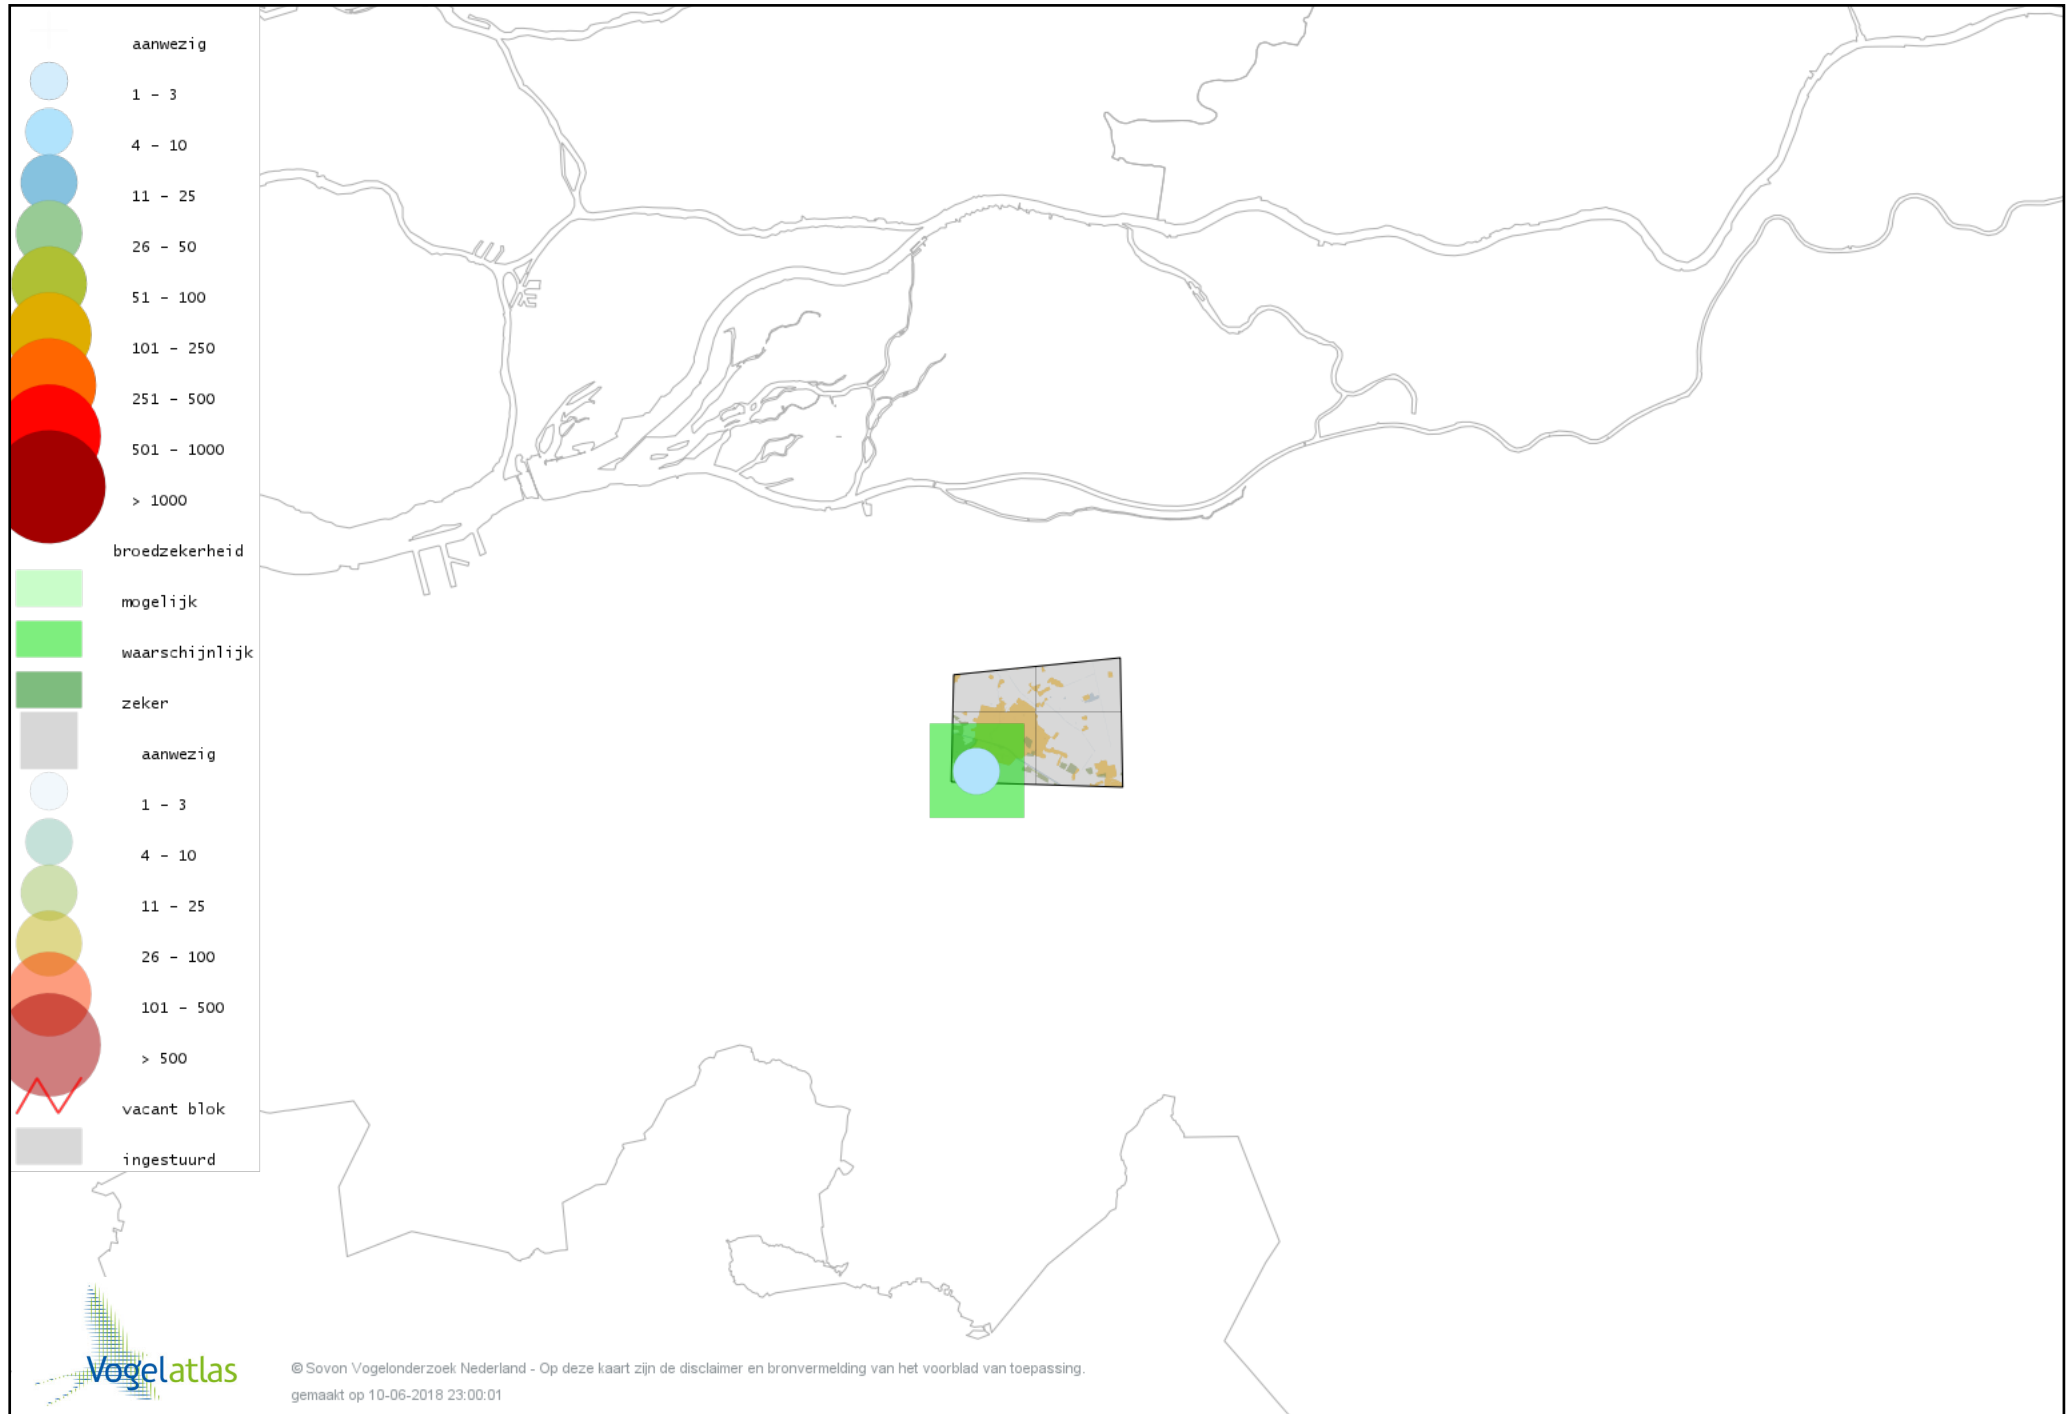 aanwezig
1 - 3
4 - 10
11 - 25
26 - 50
51 - 100
101 - 250
251 - 500
501 - 1000
> 1000
broedzekerheid
mogelijk
waarschijnlijk
zeker
aanwezig
1 - 3
4 - 10
11 - 25
26 - 100
101 - 500
> 500
vacant blok
ingestuurd
Vogelatlas
© Sovon Vogelonderzoek Nederland - Op deze kaart zijn de disclaimer en bronvermelding van het voorblad van toepassing.
gemaakt op 10-06-2018 23:00:01